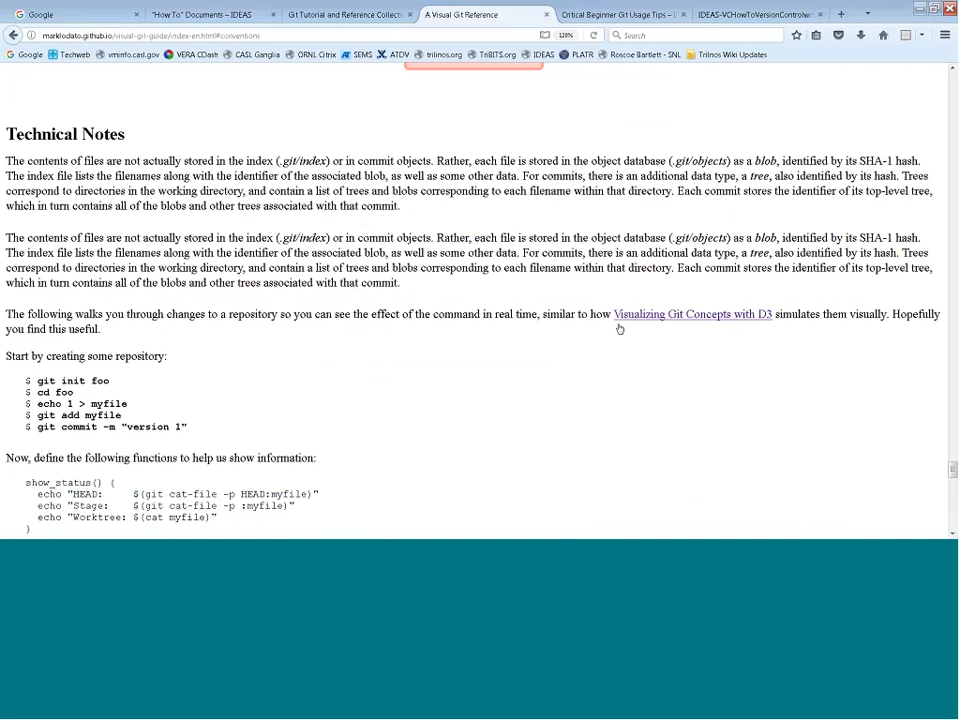 Google
"How To" Documents – IDEAS
Git Tutorial and Reference Collecti
A Visual Git Reference
Critical Beginner Git Usage Tips –
IDEAS-VCHowToVersionControlwi
marklodato.github.io/visual-git-guide/index-en.html#conventions
120%
Search
Google Techweb vminfo.casl.gov VERA CDash CASL Ganglia ORNL Citrix SEMS ATDV trilinos.org TriBITS.org IDEAS PLATR Roscoe Bartlett - SNL Trilnos Wiki Updates
Technical Notes
The contents of files are not actually stored in the index (.git/index) or in commit objects. Rather, each file is stored in the object database (.git/objects) as a blob, identified by its SHA-1 hash.
The index file lists the filenames along with the identifier of the associated blob, as well as some other data. For commits, there is an additional data type, a tree, also identified by its hash. Trees
correspond to directories in the working directory, and contain a list of trees and blobs corresponding to each filename within that directory. Each commit stores the identifier of its top-level tree,
which in turn contains all of the blobs and other trees associated with that commit.
The contents of files are not actually stored in the index (.git/index) or in commit objects. Rather, each file is stored in the object database (.git/objects) as a blob, identified by its SHA-1 hash.
The index file lists the filenames along with the identifier of the associated blob, as well as some other data. For commits, there is an additional data type, a tree, also identified by its hash. Trees
correspond to directories in the working directory, and contain a list of trees and blobs corresponding to each filename within that directory. Each commit stores the identifier of its top-level tree,
which in turn contains all of the blobs and other trees associated with that commit.
The following walks you through changes to a repository so you can see the effect of the command in real time, similar to how Visualizing Git Concepts with D3 simulates them visually. Hopefully
you find this useful.
Start by creating some repository:
$ git init foo
$ cd foo
$ echo 1 > myfile
$ git add myfile
$ git commit -m "version 1"
Now, define the following functions to help us show information:
show_status() {
echo "HEAD:     $(git cat-file -p HEAD:myfile)"
echo "Stage:    $(git cat-file -p :myfile)"
echo "Worktree: $(cat myfile)"
}